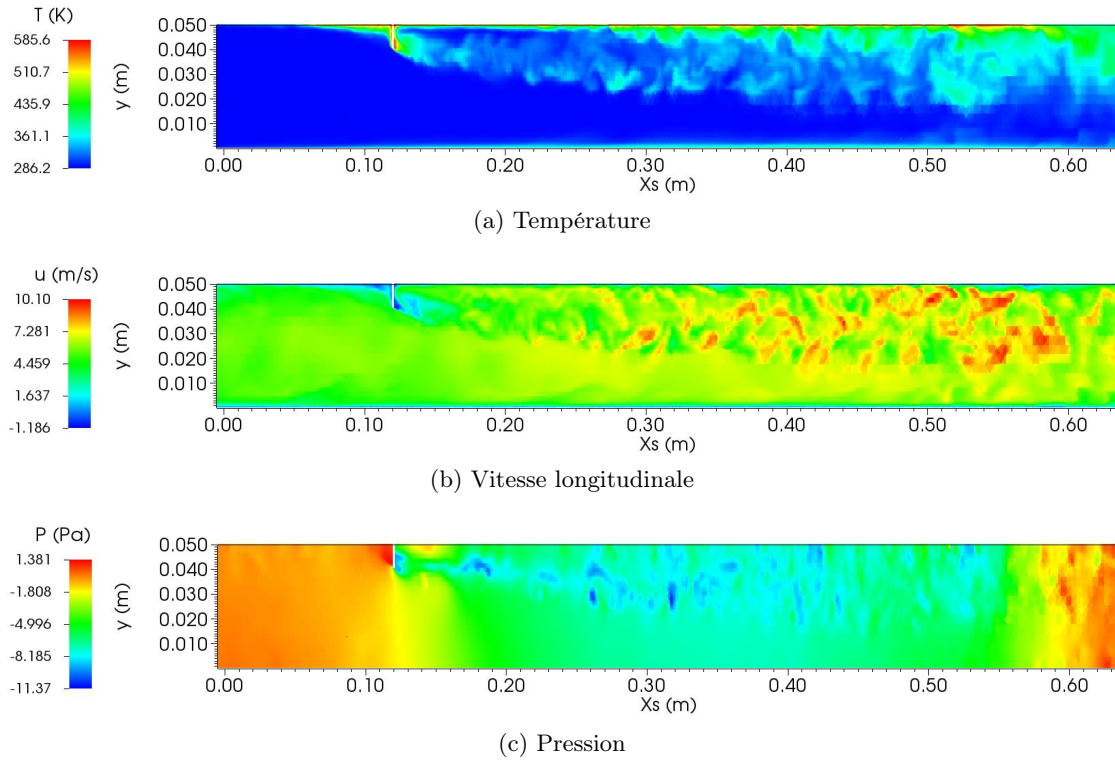 T (K)
585.6
510.7
435.9
361.1
286.2
y (m)
0.050
0.040
0.030
0.020
0.010
0.00 0.10 0.20 0.30 0.40 0.50 0.60
Xs (m)
(a) Température
u (m/s)
10.10
7.281
4.459
1.637
-1.186
y (m)
0.050
0.040
0.030
0.020
0.010
0.00 0.10 0.20 0.30 0.40 0.50 0.60
Xs (m)
(b) Vitesse longitudinale
P (Pa)
1.381
-1.808
-4.996
-8.185
-11.37
y (m)
0.050
0.040
0.030
0.020
0.010
0.00 0.10 0.20 0.30 0.40 0.50 0.60
Xs (m)
(c) Pression